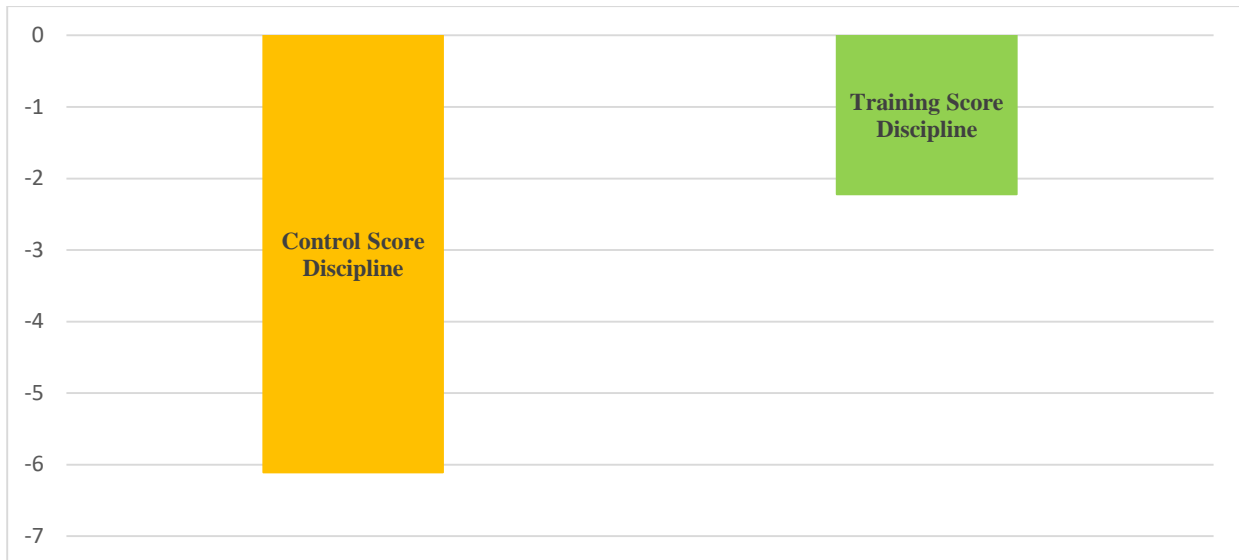 0
-1
-2
-3
-4
-5
-6
-7
Control Score
Discipline
Training Score
Discipline